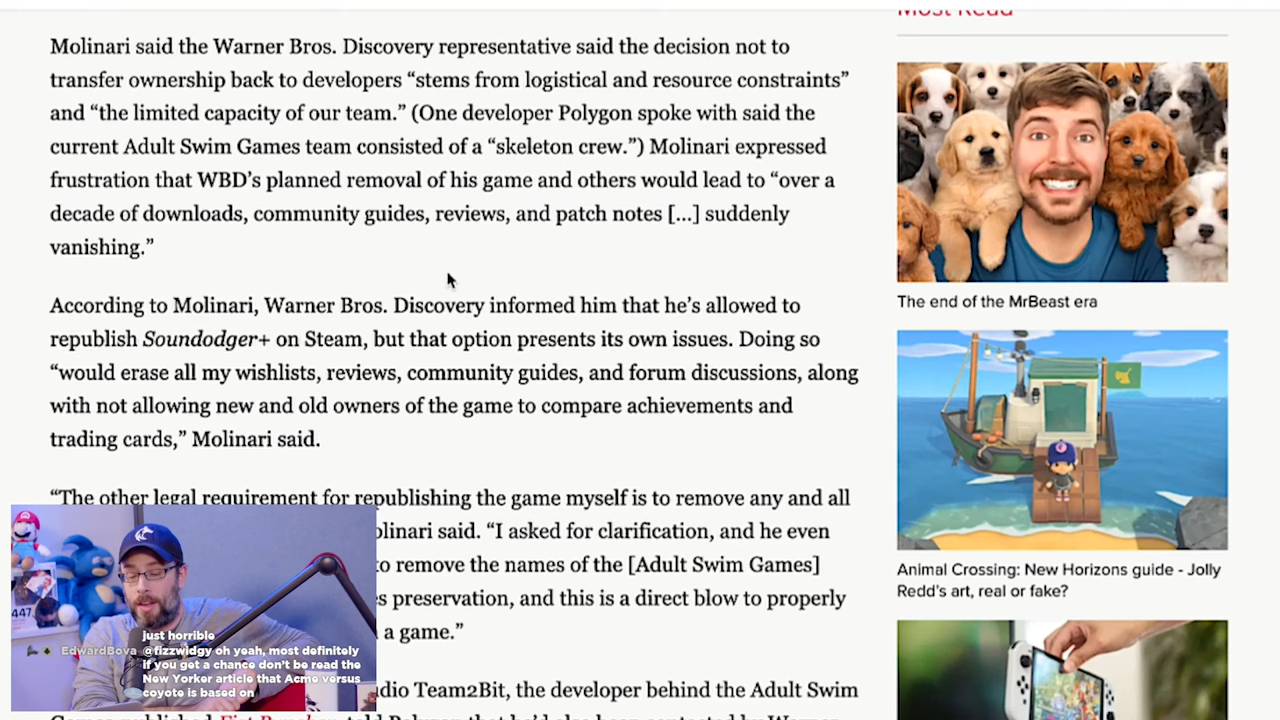 Most Read
Molinari said the Warner Bros. Discovery representative said the decision not to
transfer ownership back to developers “stems from logistical and resource constraints”
and “the limited capacity of our team.” (One developer Polygon spoke with said the
current Adult Swim Games team consisted of a “skeleton crew.”) Molinari expressed
frustration that WBD’s planned removal of his game and others would lead to “over a
decade of downloads, community guides, reviews, and patch notes [...] suddenly
vanishing.”
According to Molinari, Warner Bros. Discovery informed him that he’s allowed to
republish Soundodger+ on Steam, but that option presents its own issues. Doing so
“would erase all my wishlists, reviews, community guides, and forum discussions, along
with not allowing new and old owners of the game to compare achievements and
trading cards,” Molinari said.
“The other legal requirement for republishing the game myself is to remove any and all
olinari said. “I asked for clarification, and he even
to remove the names of the [Adult Swim Games]
s preservation, and this is a direct blow to properly
a game.”
dio Team2Bit, the developer behind the Adult Swim
The end of the MrBeast era
Animal Crossing: New Horizons guide - Jolly
Redd’s art, real or fake?
447
just horrible
EdwardBova @fizzwidgy oh yeah, most definitely
if you get a chance don’t be read the
New Yorker article that Acme versus
coyote is based on